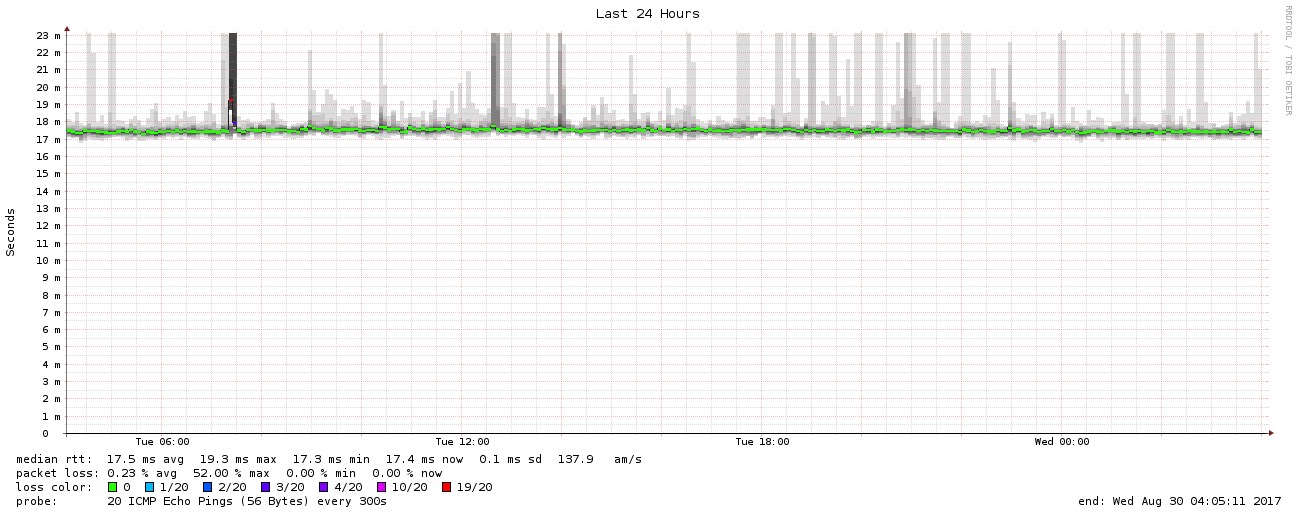 Last 24 Hours
RRDTOOL / TOBI OETIKER
Seconds
23 m
22 m
21 m
20 m
19 m
18 m
17 m
16 m
15 m
14 m
13 m
12 m
11 m
10 m
9 m
8 m
7 m
6 m
5 m
4 m
3 m
2 m
1 m
0
Tue 06:00 Tue 12:00 Tue 18:00 Wed 00:00
median rtt: 17.5 ms avg 19.3 ms max 17.3 ms min 17.4 ms now 0.1 ms sd 137.9 am/s
packet loss: 0.23 % avg 52.00 % max 0.00 % min 0.00 % now
loss color: 0 1/20 2/20 3/20 4/20 10/20 19/20
probe: 20 ICMP Echo Pings (56 Bytes) every 300s end: Wed Aug 30 04:05:11 2017